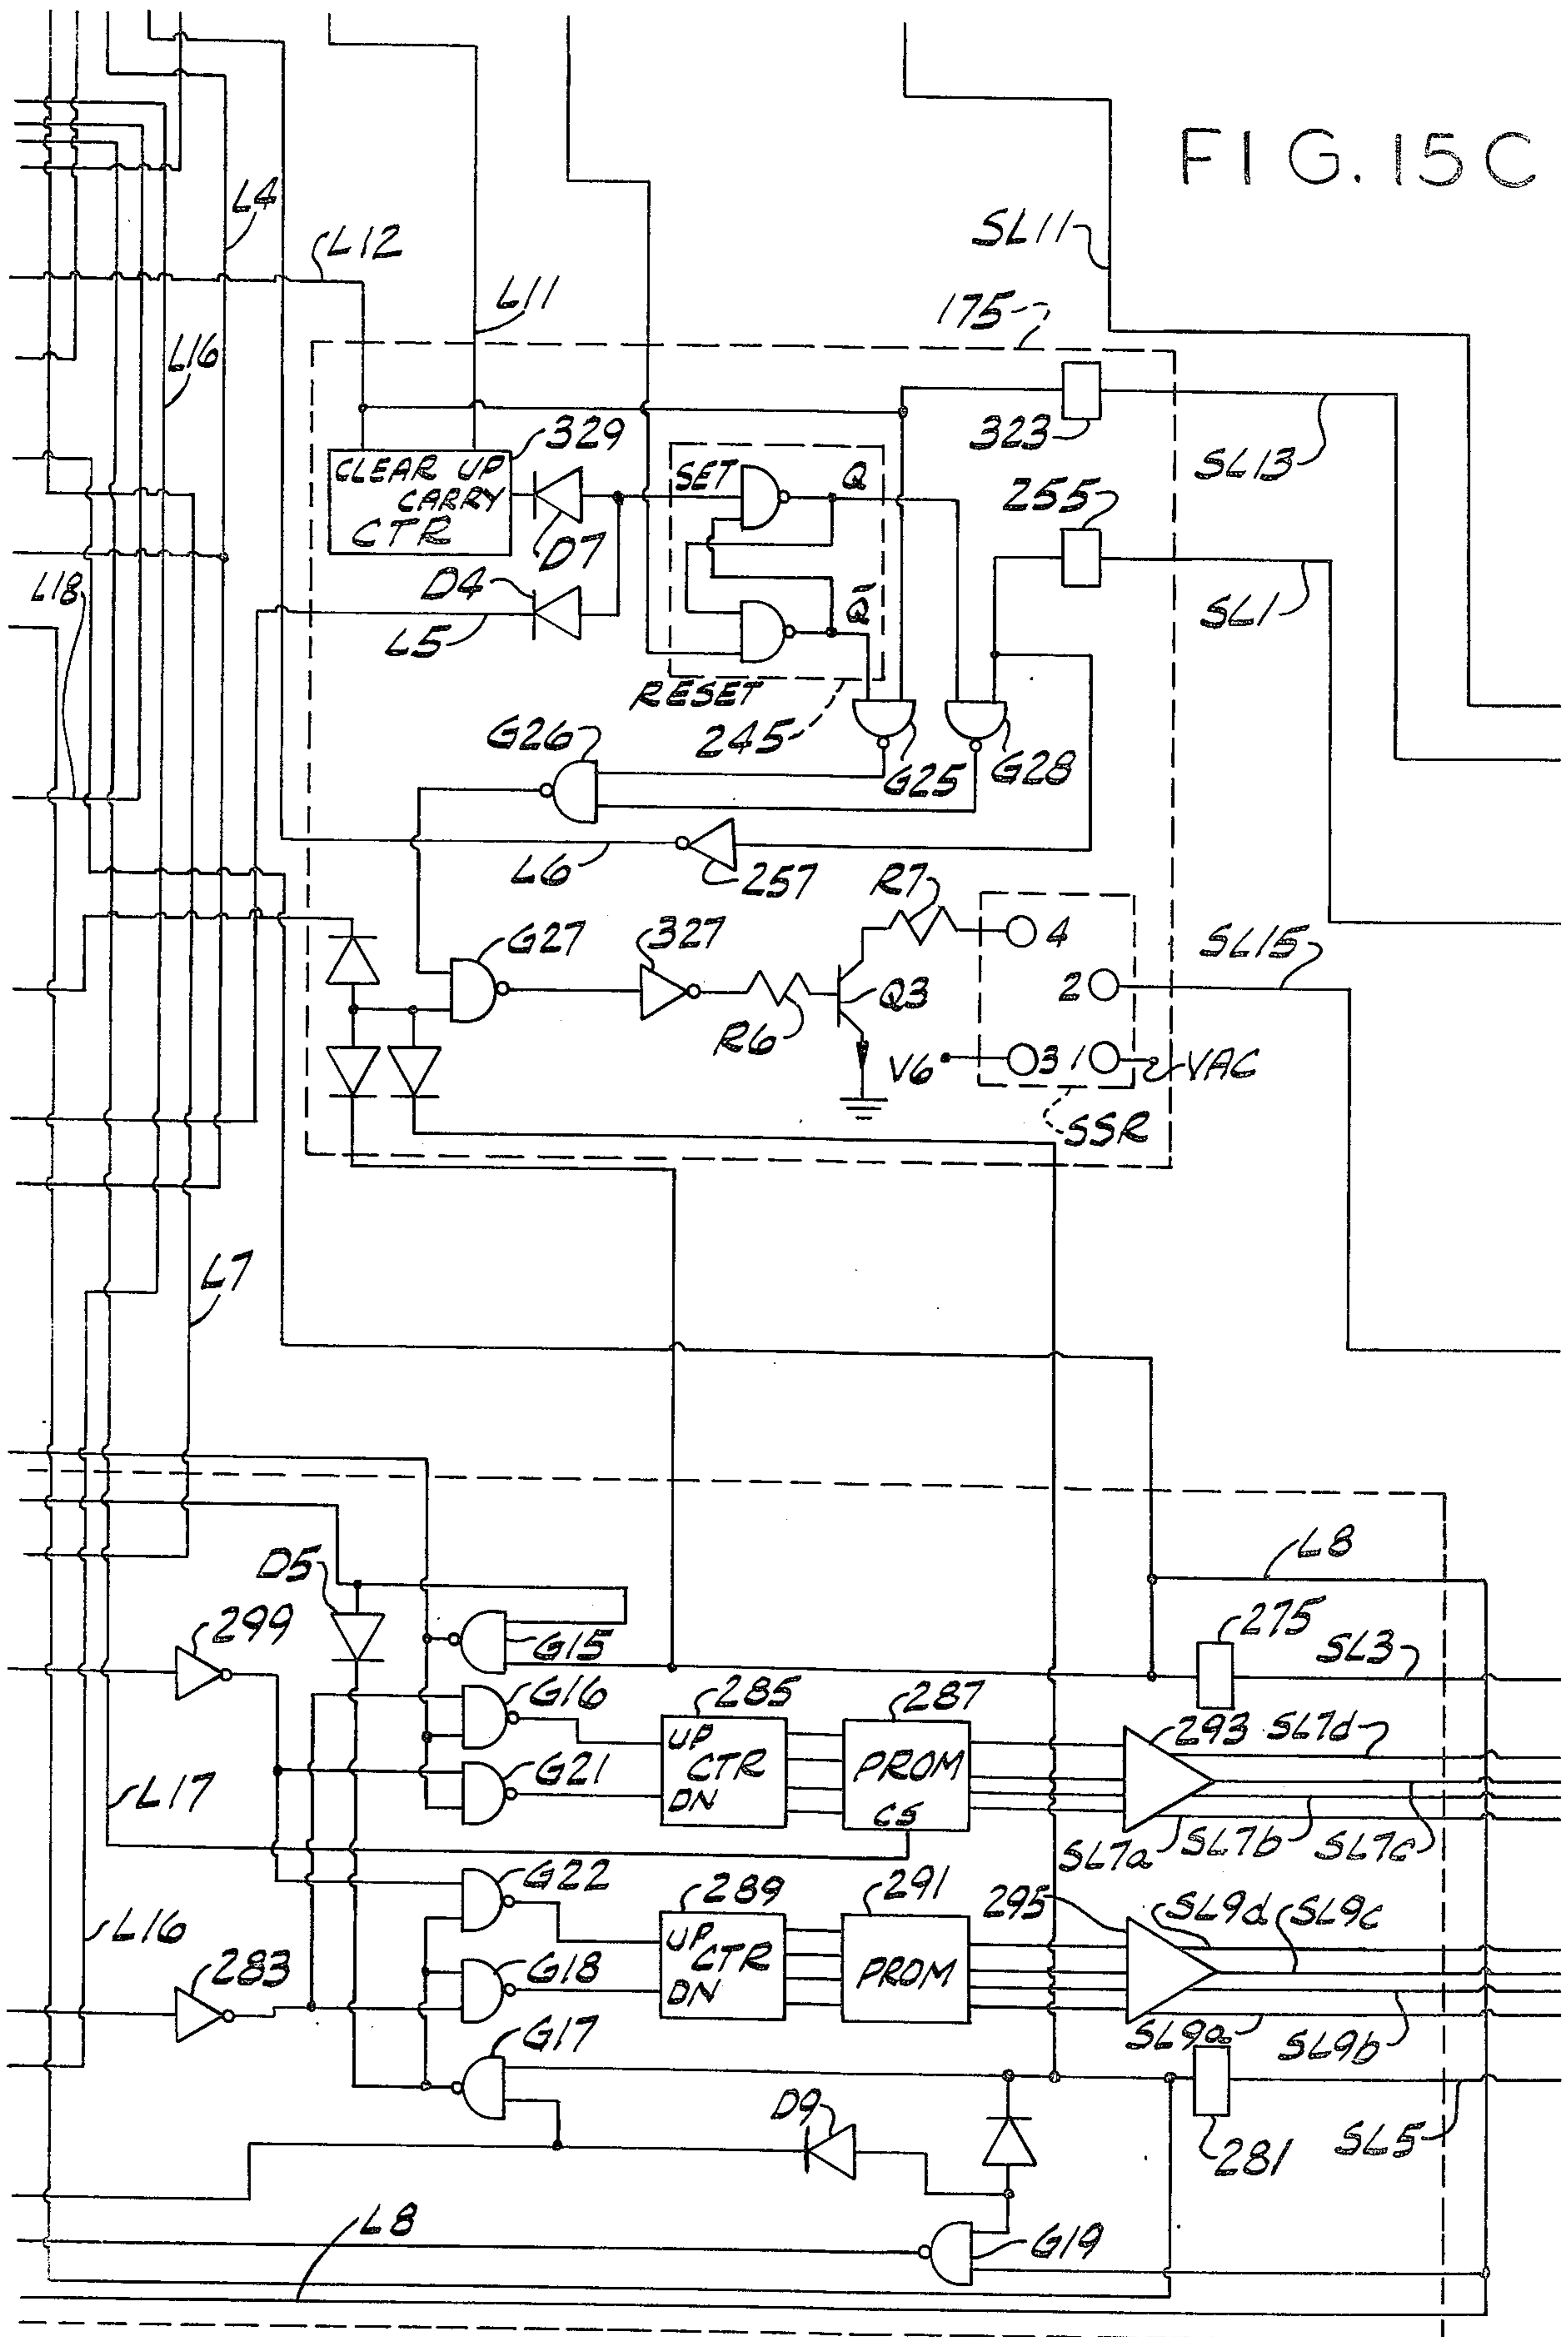 FIG. 15C
L4
SL11
L12
L11
175
L16
323
329
SL13
CLEAR UP
CARRY
CTR
SET
Q
255
D7
D4
L18
Q̄
SL1
L5
RESET
245
G26
G25
G28
L6
257
R7
G27
327
4
SL15
2
Q3
R6
V6
3
1
VAC
SSR
L7
L8
D5
275
299
G15
SL3
G16
285
287
293
SL7d
UP
CTR
DN
PROM
CS
G21
L17
SL7a
SL7b
SL7c
G22
289
291
295
SL9d
SL9c
L16
UP
CTR
DN
PROM
283
G18
G17
SL9a
SL9b
D9
281
SL5
L8
G19